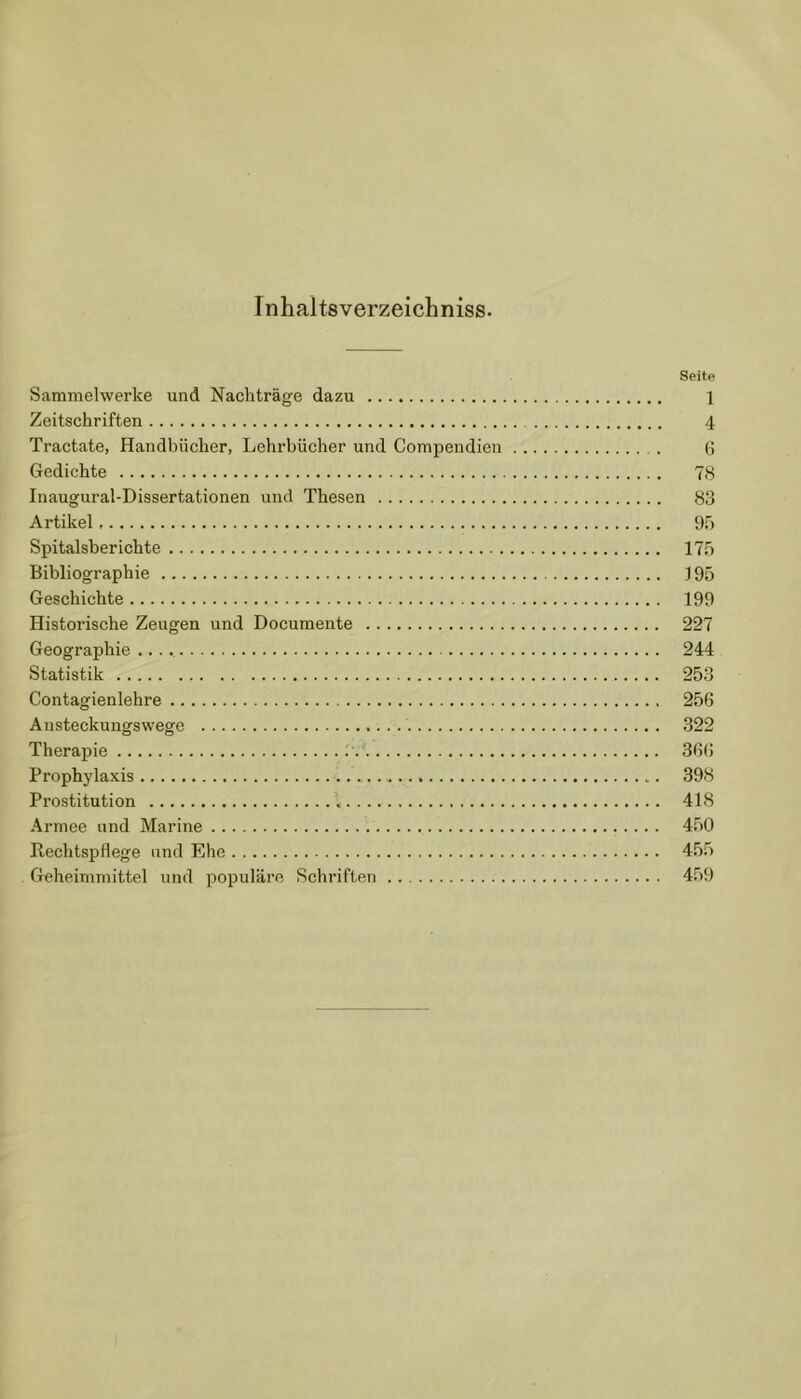 Inhaltsverzeichniss.
Seite
Sammelwerke und Nachträge dazu . . . . . . . . . . 1
Zeitschriften . . . . . . . . . . 4
Tractate, Handbücher, Lehrbücher und Compendien . . . . . . . . . . 6
Gedichte . . . . . . . . . . 78
Inaugural-Dissertationen und Thesen . . . . . . . . . . 83
Artikel . . . . . . . . . . 95
Spitalsberichte . . . . . . . . . . 175
Bibliographie . . . . . . . . . . 195
Geschichte . . . . . . . . . . 199
Historische Zeugen und Documente . . . . . . . . . . 227
Geographie . . . . . . . . . . 244
Statistik . . . . . . . . . . 253
Contagienlehre . . . . . . . . . . 256
Ansteckungswege . . . . . . . . . . 322
Therapie . . . . . . . . . . 366
Prophylaxis . . . . . . . . . . 398
Prostitution . . . . . . . . . . 418
Armee und Marine . . . . . . . . . . 450
Rechtspflege und Ehe . . . . . . . . . . 455
Geheimmittel und populäre Schriften . . . . . . . . . . 459